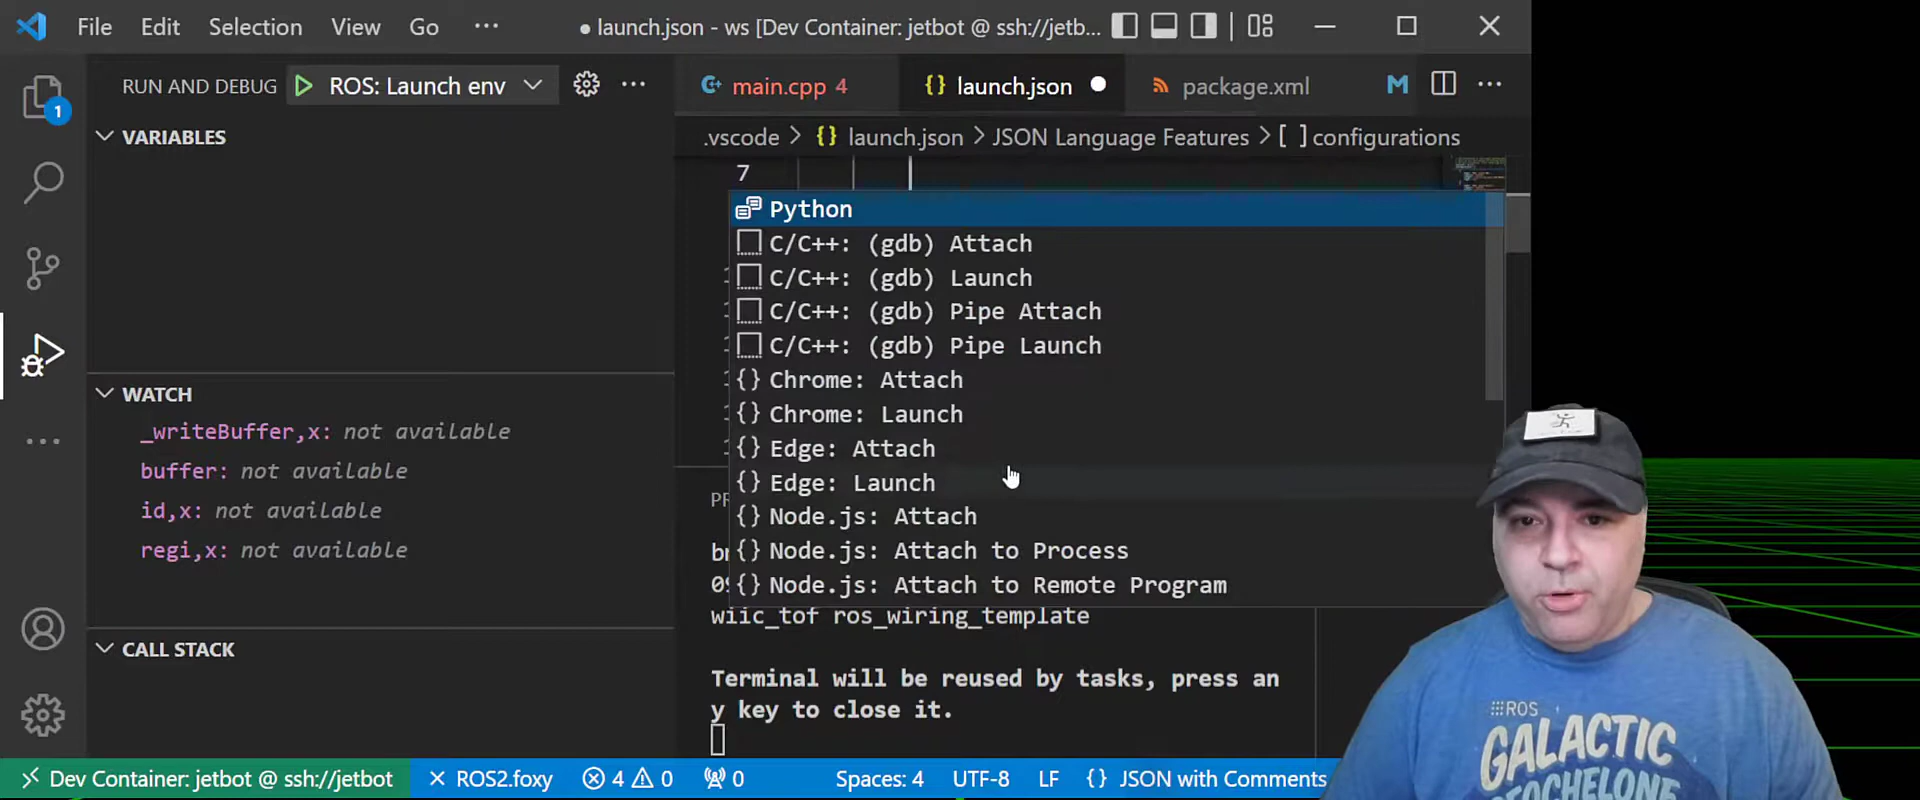 File Edit Selection View Go ··· ● launch.json - ws [Dev Container: jetbot @ ssh://jetb...
1
RUN AND DEBUG ROS: Launch env ···
main.cpp 4 {} launch.json ● package.xml M ···
.vscode > {} launch.json > JSON Language Features > [ ] configurations
VARIABLES
7
Python
C/C++: (gdb) Attach
C/C++: (gdb) Launch
C/C++: (gdb) Pipe Attach
C/C++: (gdb) Pipe Launch
{} Chrome: Attach
{} Chrome: Launch
{} Edge: Attach
{} Edge: Launch
{} Node.js: Attach
{} Node.js: Attach to Process
{} Node.js: Attach to Remote Program
WATCH
_writeBuffer,x: not available
buffer: not available
id,x: not available
regi,x: not available
CALL STACK
PR
br
09
wiic_tof ros_wiring_template
Terminal will be reused by tasks, press an
y key to close it.
:::ROS
GALACTIC
Dev Container: jetbot @ ssh://jetbot ROS2.foxy 4 0 0 Spaces: 4 UTF-8 LF {} JSON with Comments